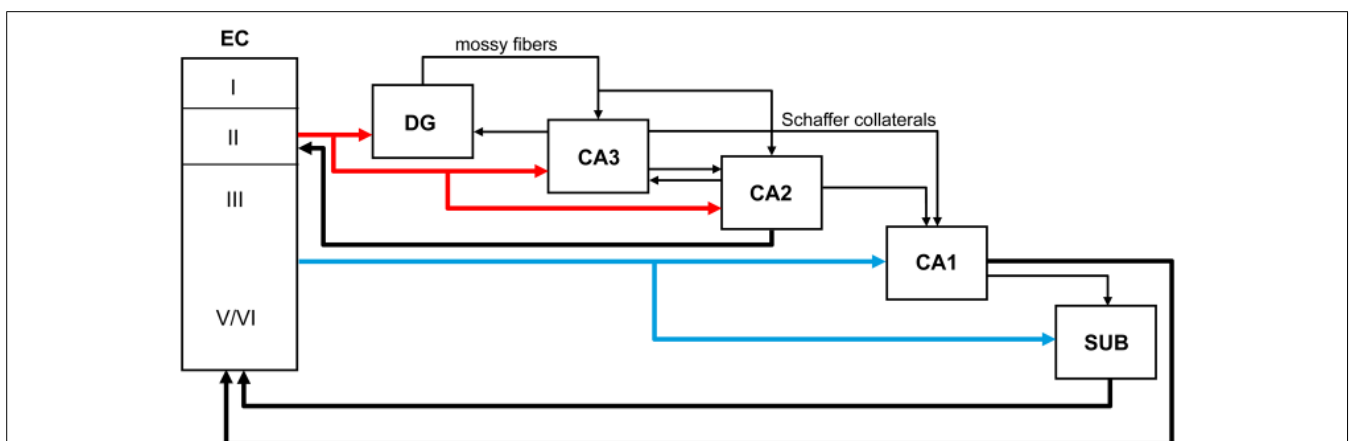 EC
mossy fibers
I
DG
Schaffer collaterals
II
CA3
CA2
III
CA1
V/VI
SUB